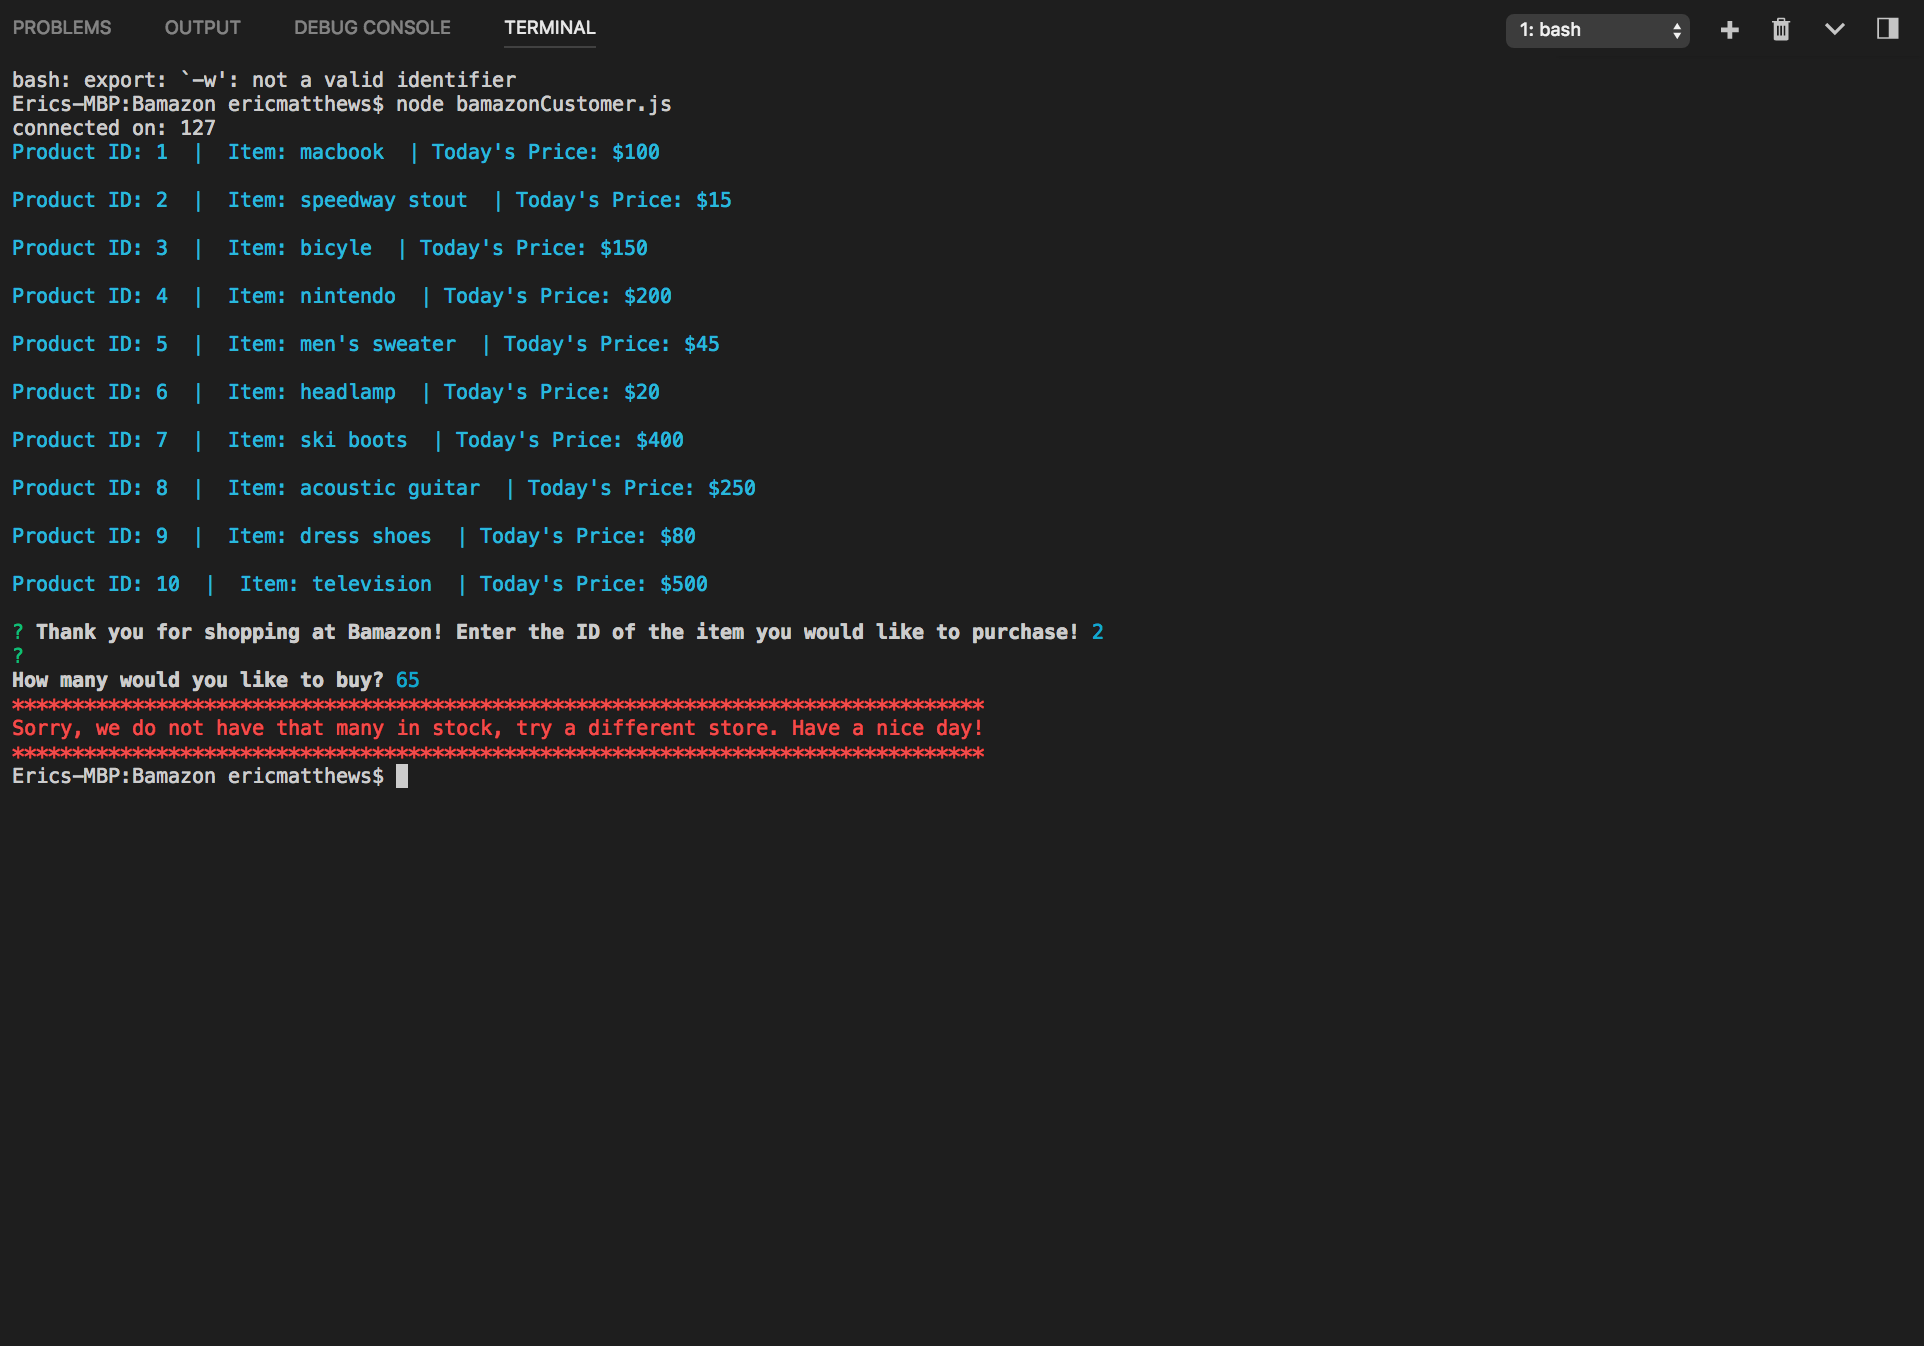 PROBLEMS OUTPUT DEBUG CONSOLE TERMINAL 1: bash
bash: export: `-w': not a valid identifier
Erics-MBP:Bamazon ericmatthews$ node bamazonCustomer.js
connected on: 127
Product ID: 1  |  Item: macbook  | Today's Price: $100
Product ID: 2  |  Item: speedway stout  | Today's Price: $15
Product ID: 3  |  Item: bicyle  | Today's Price: $150
Product ID: 4  |  Item: nintendo  | Today's Price: $200
Product ID: 5  |  Item: men's sweater  | Today's Price: $45
Product ID: 6  |  Item: headlamp  | Today's Price: $20
Product ID: 7  |  Item: ski boots  | Today's Price: $400
Product ID: 8  |  Item: acoustic guitar  | Today's Price: $250
Product ID: 9  |  Item: dress shoes  | Today's Price: $80
Product ID: 10  |  Item: television  | Today's Price: $500
? Thank you for shopping at Bamazon! Enter the ID of the item you would like to purchase! 2
?
How many would you like to buy? 65
*********************************************************************************
Sorry, we do not have that many in stock, try a different store. Have a nice day!
*********************************************************************************
Erics-MBP:Bamazon ericmatthews$